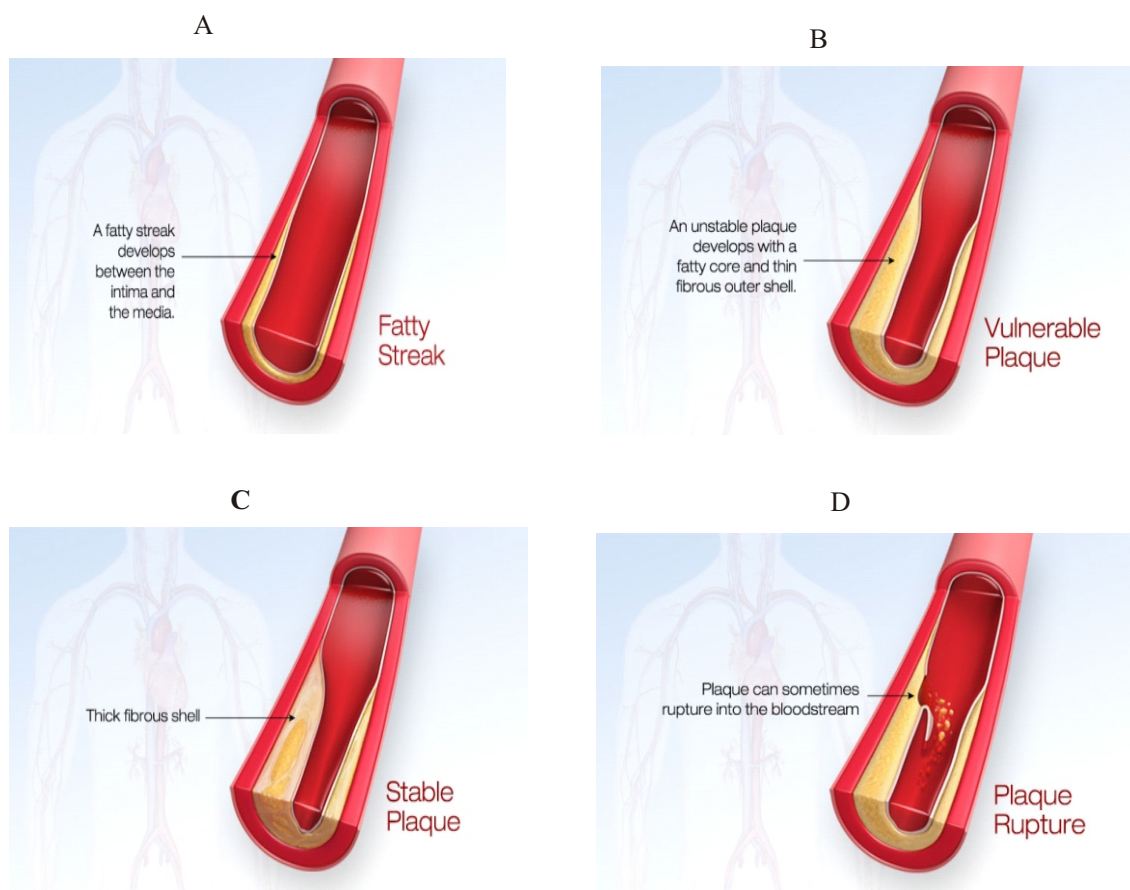 A
A fatty streak
develops
between the
intima and
the media.
Fatty
Streak
B
An unstable plaque
develops with a
fatty core and thin
fibrous outer shell.
Vulnerable
Plaque
C
Thick fibrous shell
Stable
Plaque
D
Plaque can sometimes
rupture into the bloodstream
Plaque
Rupture